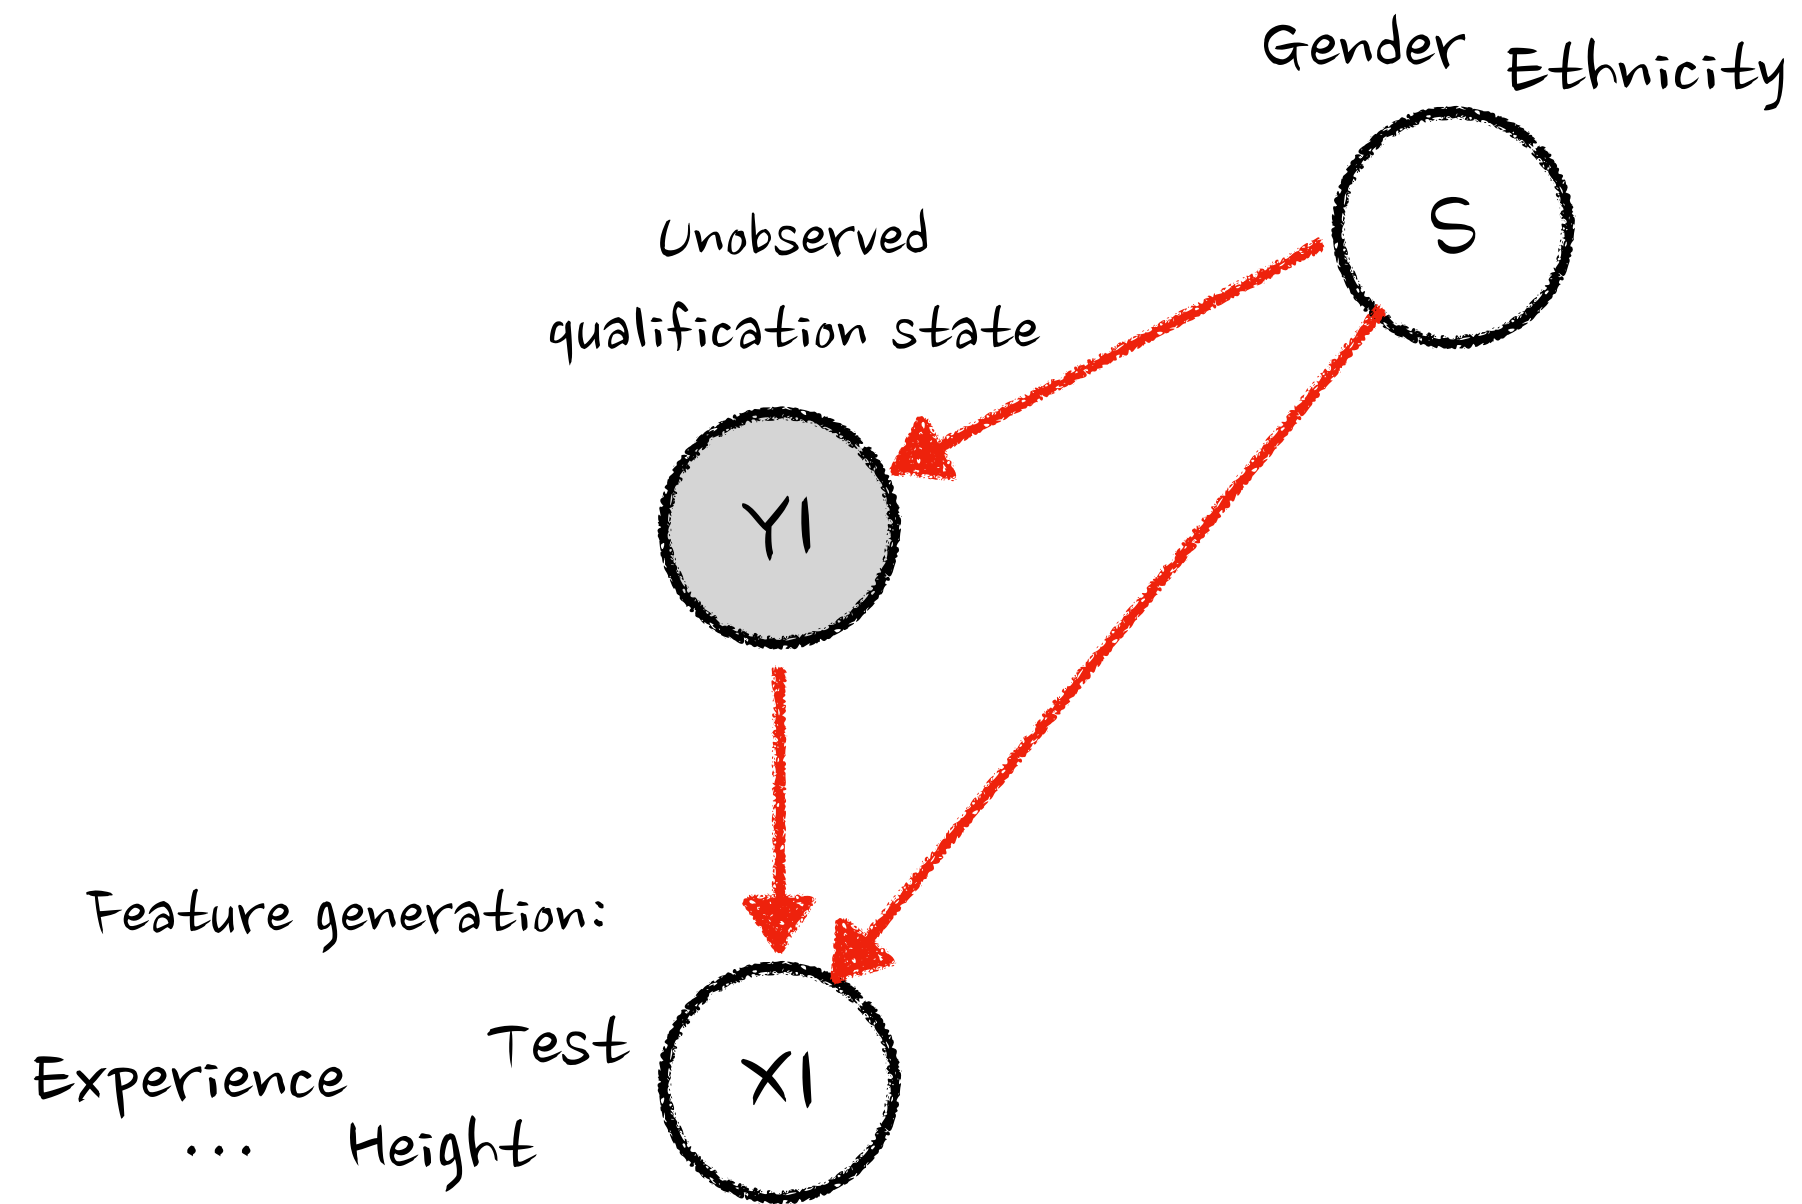 Gender
Ethnicity
S
Unobserved
qualification state
Y1
Feature generation:
Test
Experience
X1
... Height